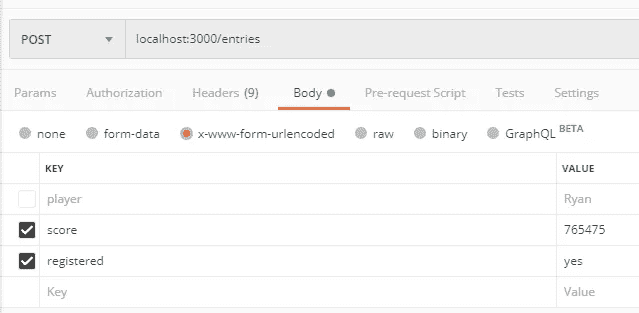 POST localhost:3000/entries
Params Authorization Headers (9) Body Pre-request Script Tests Settings
none form-data x-www-form-urlencoded raw binary GraphQL BETA
KEY VALUE
player Ryan
score 765475
registered yes
Key Value